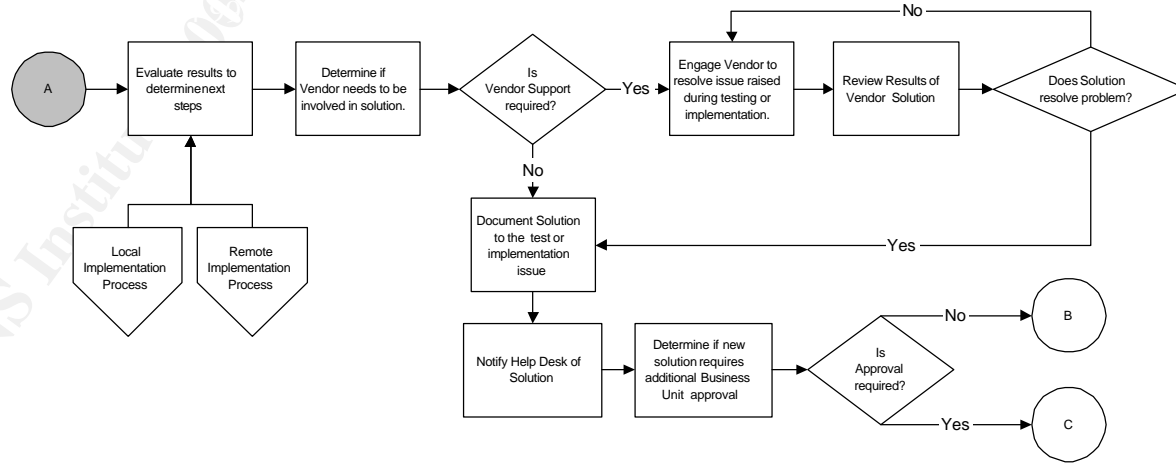 A
Evaluate results to
determine next
steps
Determine if
Vendor needs to be
involved in solution.
Is
Vendor Support
required?
Yes
Engage Vendor to
resolve issue raised
during testing or
implementation.
Review Results of
Vendor Solution
Does Solution
resolve problem?
No
No
Yes
Local
Implementation
Process
Remote
Implementation
Process
Document Solution
to the test or
implementation
issue
Notify Help Desk of
Solution
Determine if new
solution requires
additional Business
Unit approval
Is
Approval
required?
No
B
Yes
C